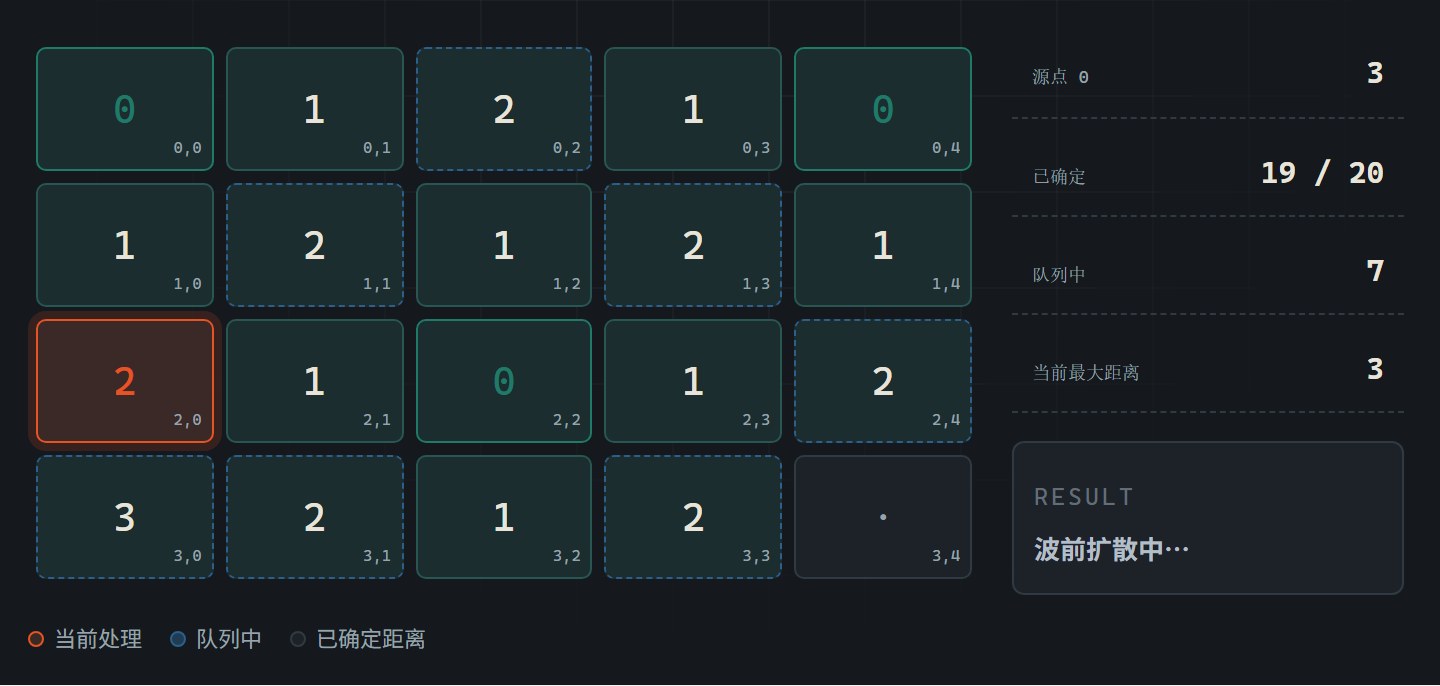 0 1 2 1 0
0,0 0,1 0,2 0,3 0,4
1 2 1 2 1
1,0 1,1 1,2 1,3 1,4
2 1 0 1 2
2,0 2,1 2,2 2,3 2,4
3 2 1 2 ·
3,0 3,1 3,2 3,3 3,4
当前处理 队列中 已确定距离
源点 0 3
已确定 19 / 20
队列中 7
当前最大距离 3
RESULT
波前扩散中…